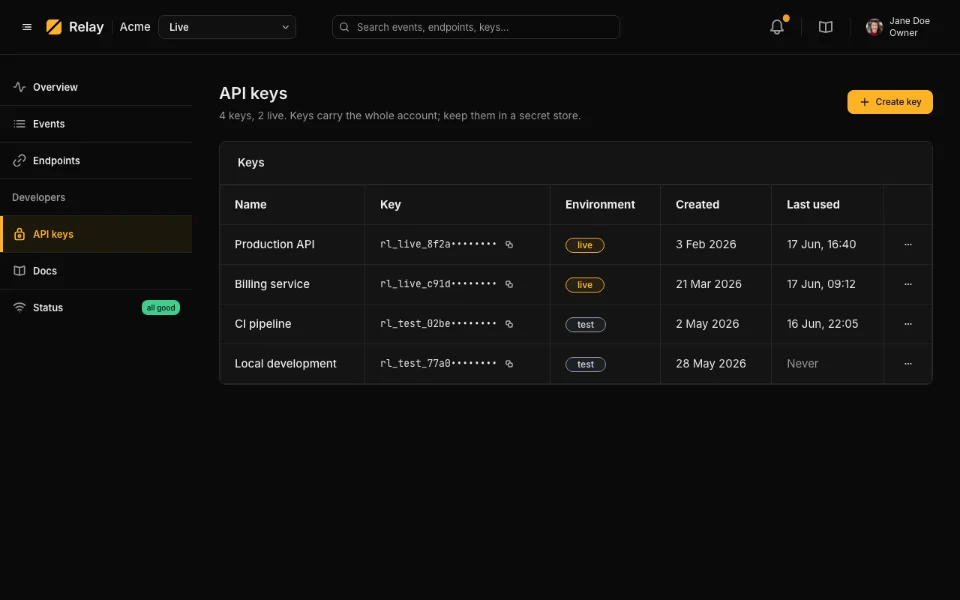 Relay
Acme
Live
Search events, endpoints, keys...
Jane Doe
Owner
Overview
Events
Endpoints
Developers
API keys
Docs
Status
all good
API keys
4 keys, 2 live. Keys carry the whole account; keep them in a secret store.
Create key
Keys
Name Key Environment Created Last used
Production API rl_live_8f2a•••••••• live 3 Feb 2026 17 Jun, 16:40
Billing service rl_live_c91d•••••••• live 21 Mar 2026 17 Jun, 09:12
CI pipeline rl_test_02be•••••••• test 2 May 2026 16 Jun, 22:05
Local development rl_test_77a0•••••••• test 28 May 2026 Never